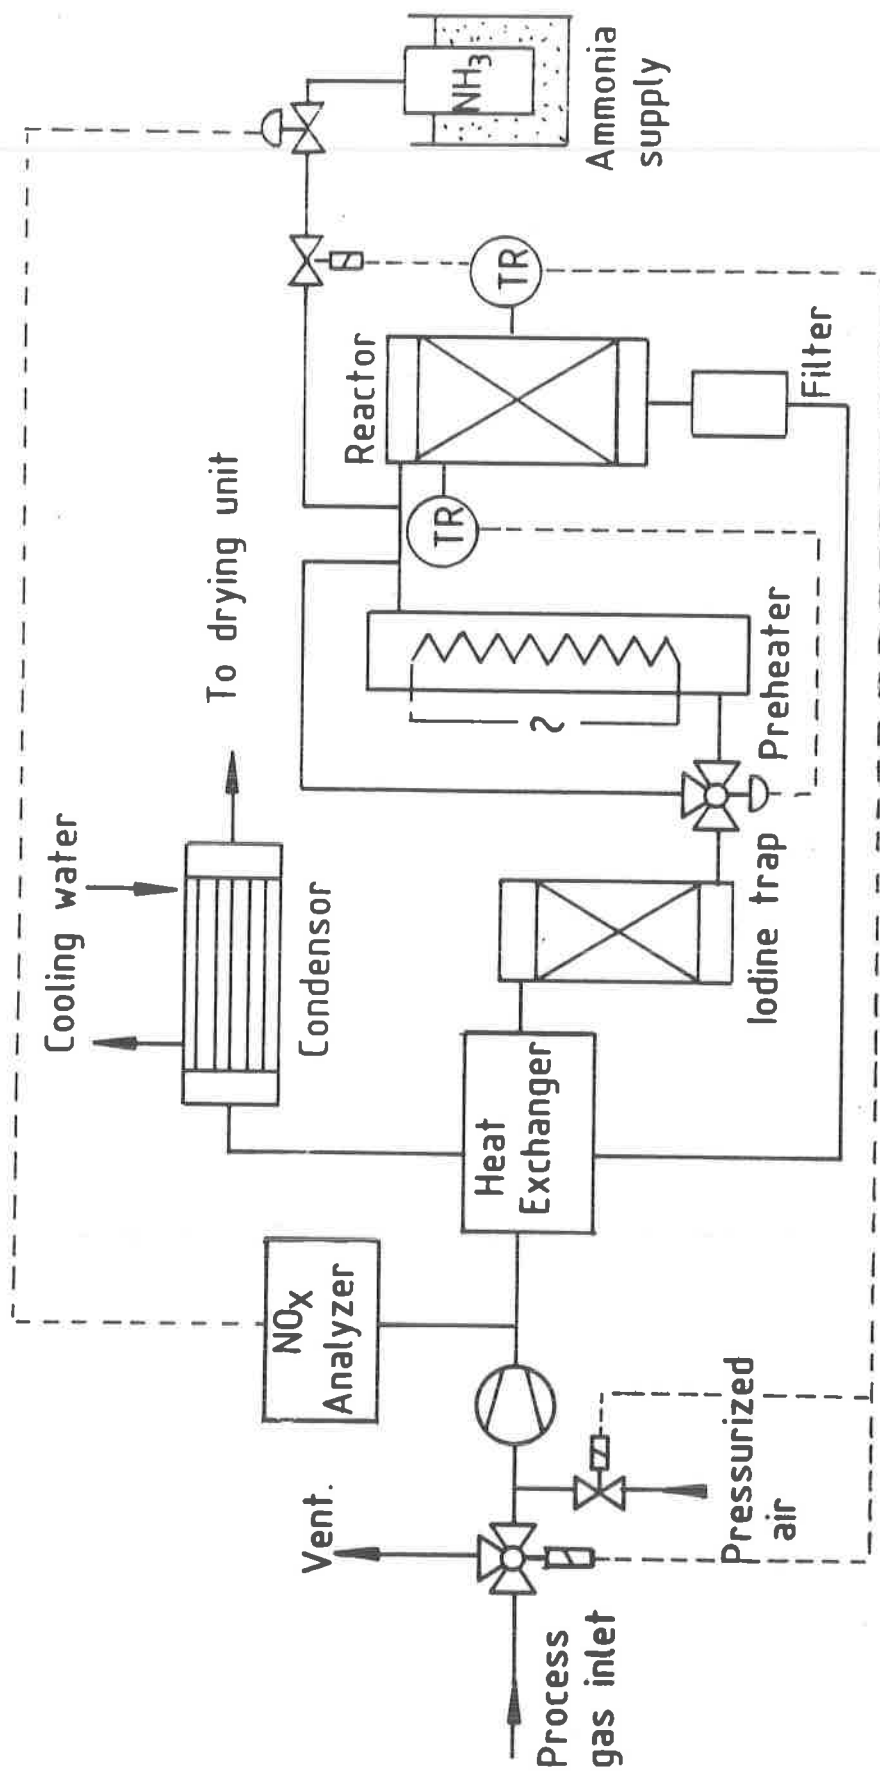 Process
gas inlet
Vent.
Pressurized
air
NOx
Analyzer
Heat
Exchanger
Cooling water
Condensor
To drying unit
Iodine trap
Preheater
TR
Reactor
TR
Filter
NH3
Ammonia
supply